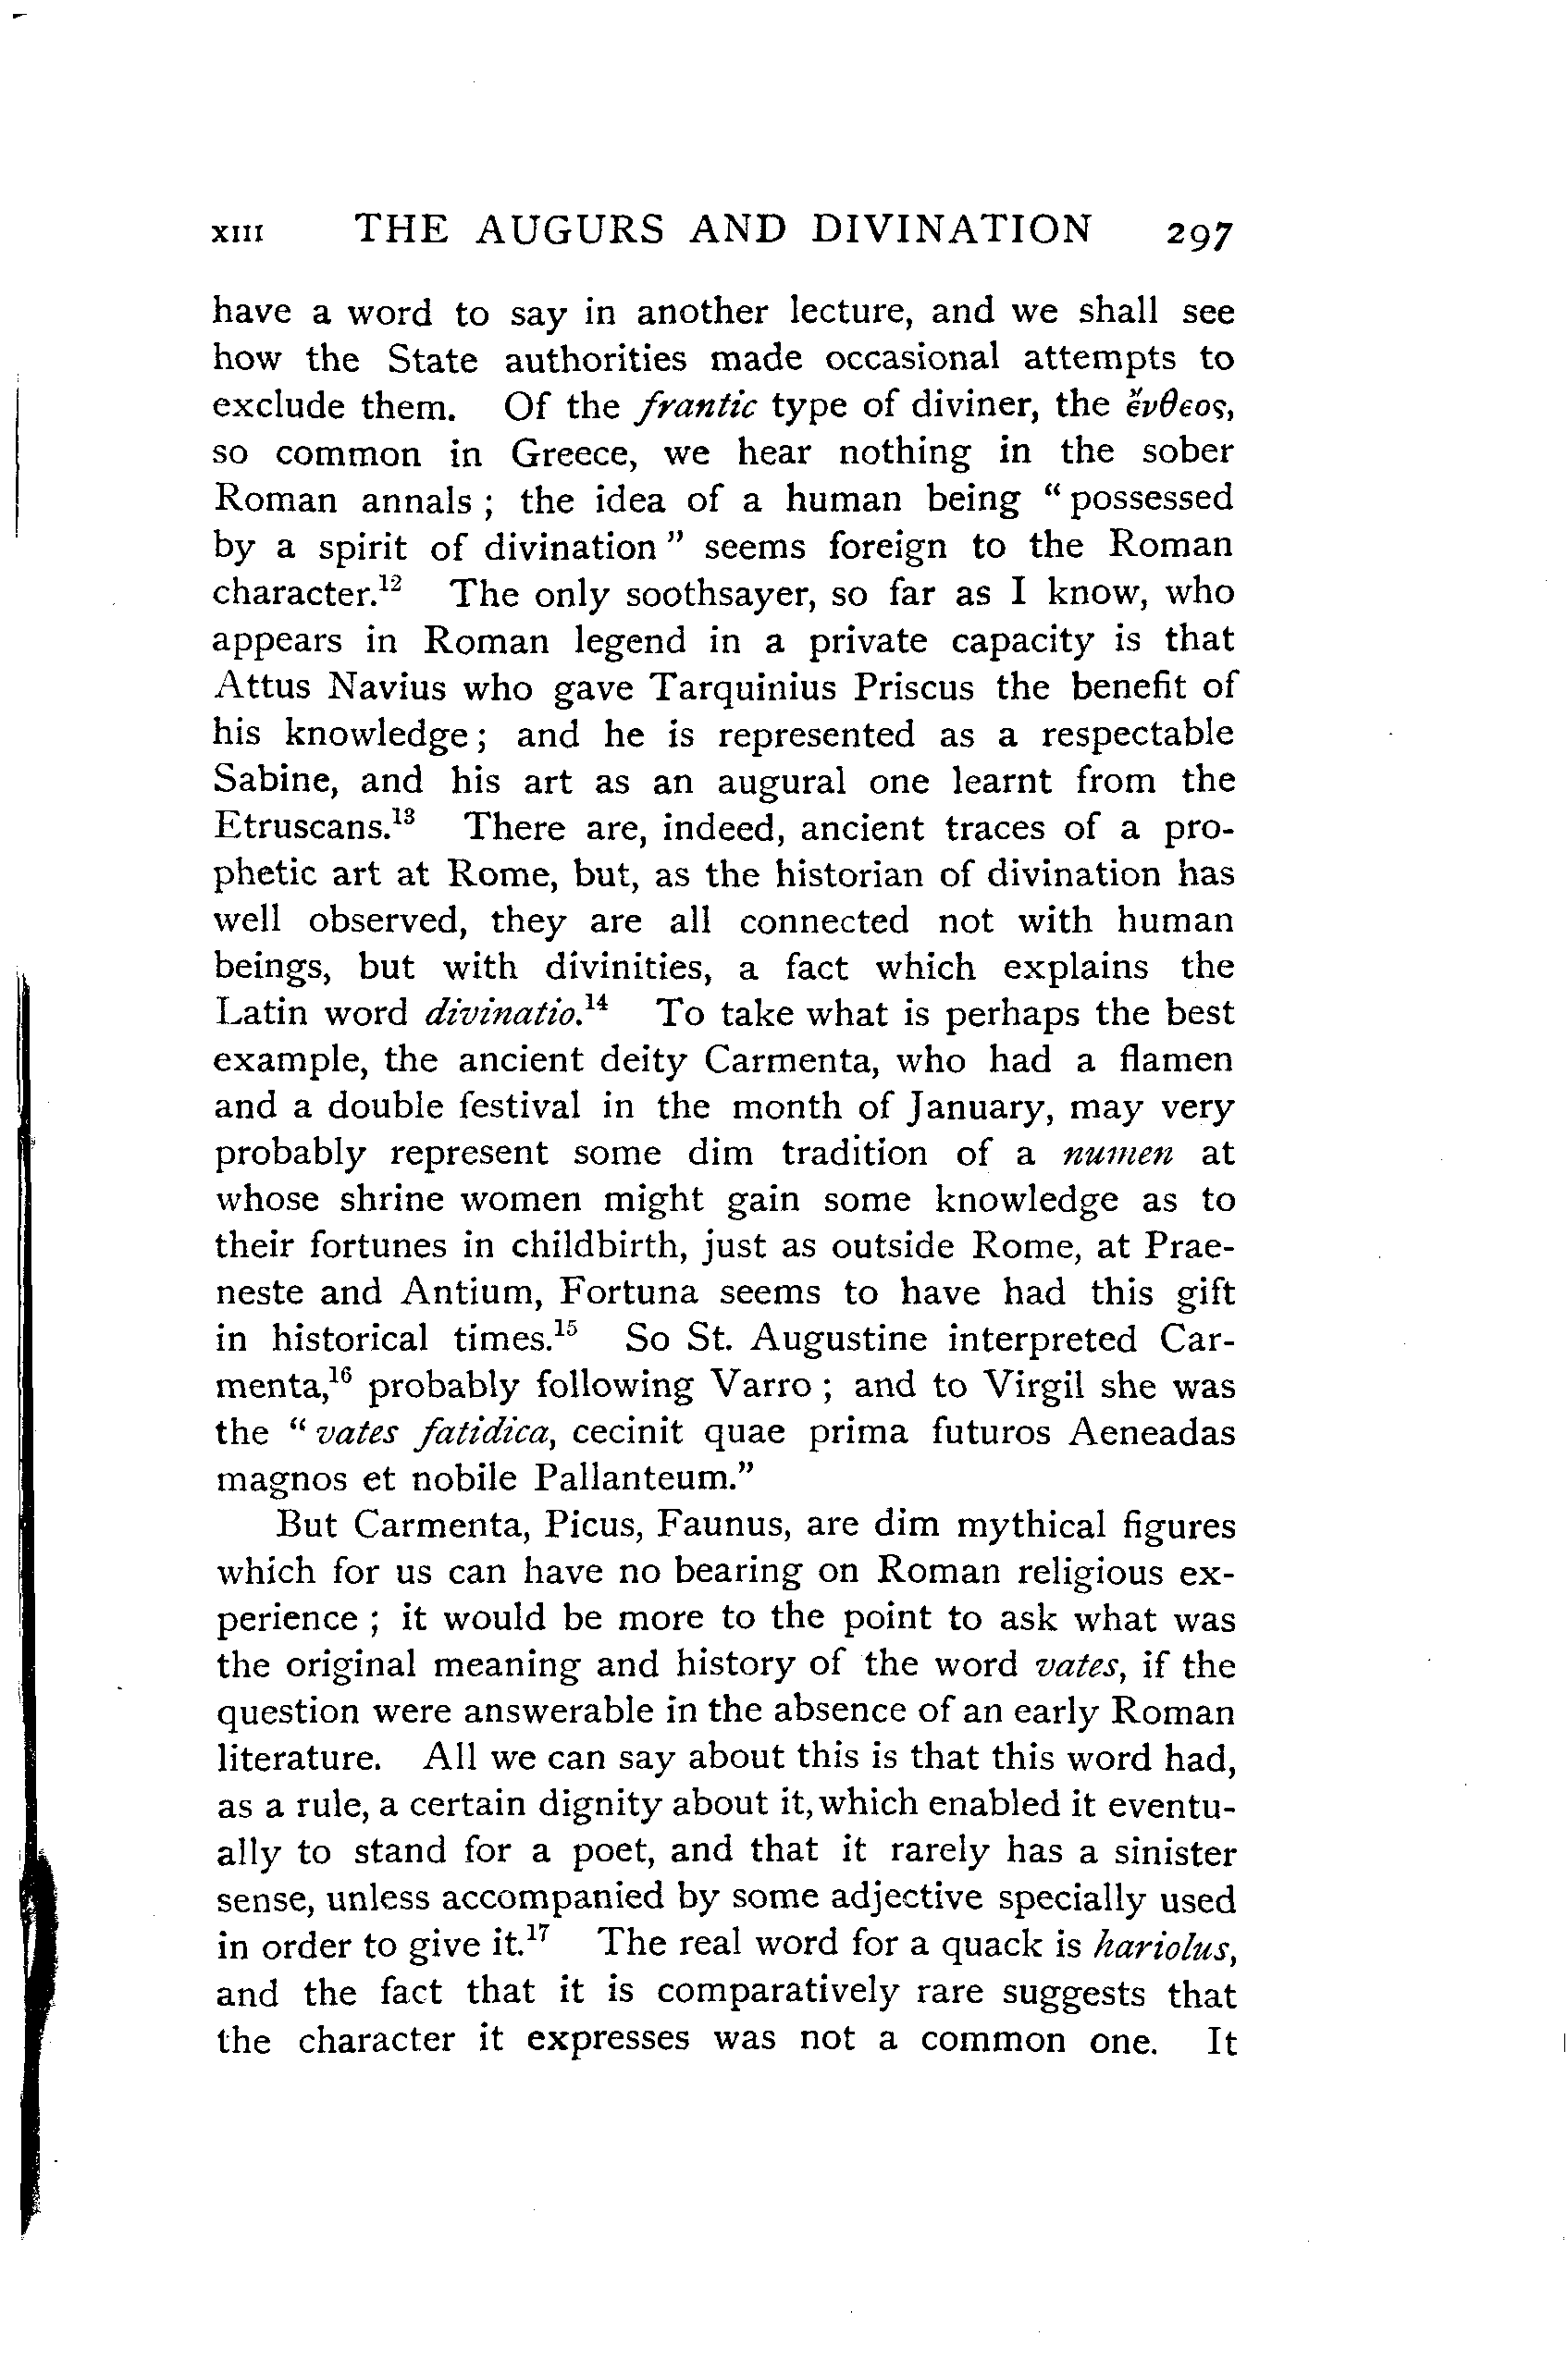 XIII THE AUGURS AND DIVINATION 297
have a word to say in another lecture, and we shall see
how the State authorities made occasional attempts to
exclude them. Of the frantic type of diviner, the ἔνθεος,
so common in Greece, we hear nothing in the sober
Roman annals ; the idea of a human being “ possessed
by a spirit of divination ” seems foreign to the Roman
character.¹² The only soothsayer, so far as I know, who
appears in Roman legend in a private capacity is that
Attus Navius who gave Tarquinius Priscus the benefit of
his knowledge ; and he is represented as a respectable
Sabine, and his art as an augural one learnt from the
Etruscans.¹³ There are, indeed, ancient traces of a pro-
phetic art at Rome, but, as the historian of divination has
well observed, they are all connected not with human
beings, but with divinities, a fact which explains the
Latin word divinatio.¹⁴ To take what is perhaps the best
example, the ancient deity Carmenta, who had a flamen
and a double festival in the month of January, may very
probably represent some dim tradition of a numen at
whose shrine women might gain some knowledge as to
their fortunes in childbirth, just as outside Rome, at Prae-
neste and Antium, Fortuna seems to have had this gift
in historical times.¹⁵ So St. Augustine interpreted Car-
menta,¹⁶ probably following Varro ; and to Virgil she was
the “ vates fatidica, cecinit quae prima futuros Aeneadas
magnos et nobile Pallanteum.”
But Carmenta, Picus, Faunus, are dim mythical figures
which for us can have no bearing on Roman religious ex-
perience ; it would be more to the point to ask what was
the original meaning and history of the word vates, if the
question were answerable in the absence of an early Roman
literature. All we can say about this is that this word had,
as a rule, a certain dignity about it, which enabled it eventu-
ally to stand for a poet, and that it rarely has a sinister
sense, unless accompanied by some adjective specially used
in order to give it.¹⁷ The real word for a quack is hariolus,
and the fact that it is comparatively rare suggests that
the character it expresses was not a common one. It